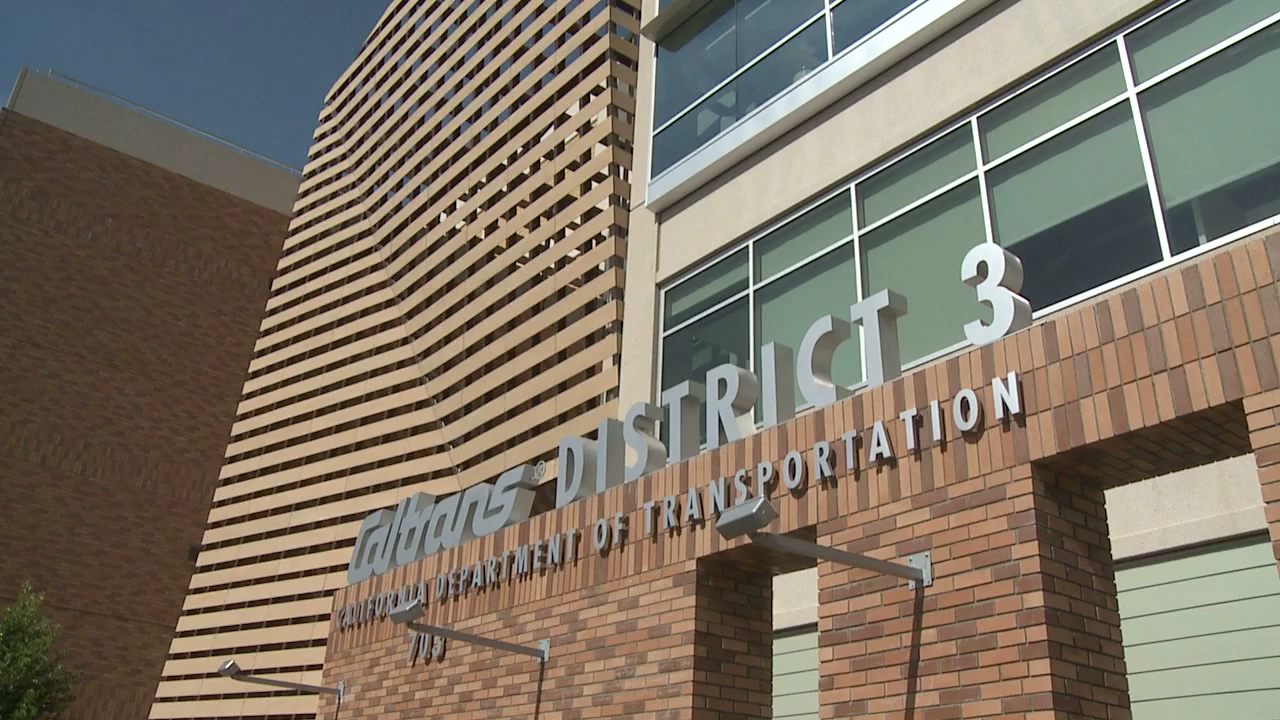 Caltrans® DISTRICT 3
CALIFORNIA DEPARTMENT OF TRANSPORTATION
703